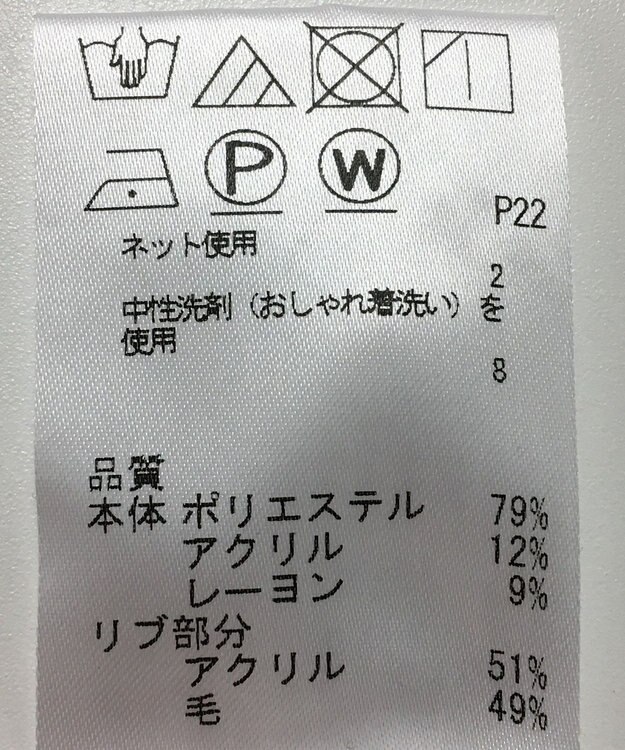 P W
P22
ネット使用
2
中性洗剤（おしゃれ着洗い）を
使用
8
品質
本体 ポリエステル 79%
アクリル 12%
レーヨン 9%
リブ部分
アクリル 51%
毛 49%